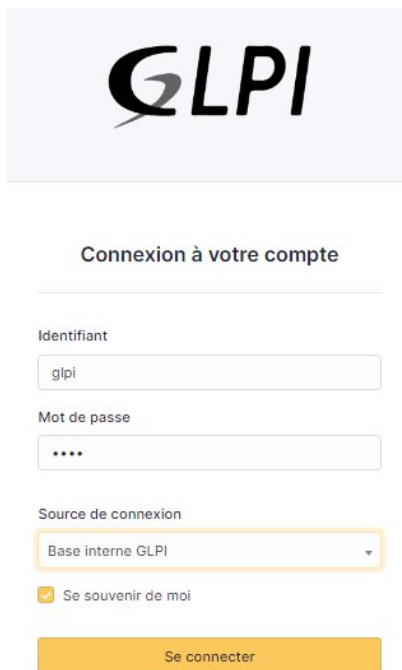 GLPI
Connexion à votre compte
Identifiant
glpi
Mot de passe
••••
Source de connexion
Base interne GLPI
Se souvenir de moi
Se connecter